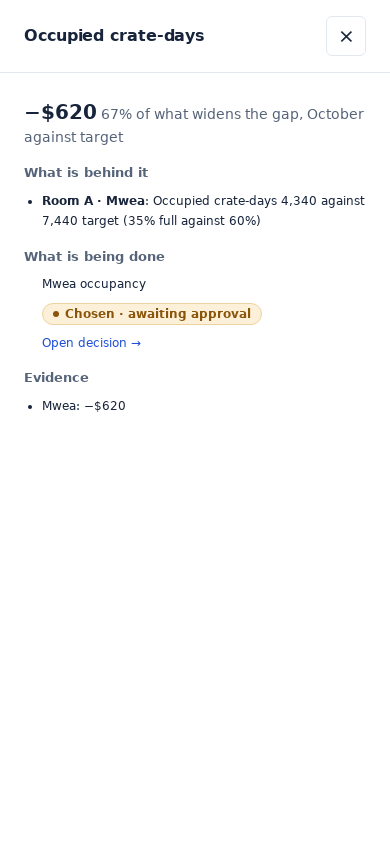 Occupied crate-days
−$620 67% of what widens the gap, October
against target
What is behind it
• Room A · Mwea: Occupied crate-days 4,340 against
7,440 target (35% full against 60%)
What is being done
Mwea occupancy
Chosen · awaiting approval
Open decision →
Evidence
• Mwea: −$620